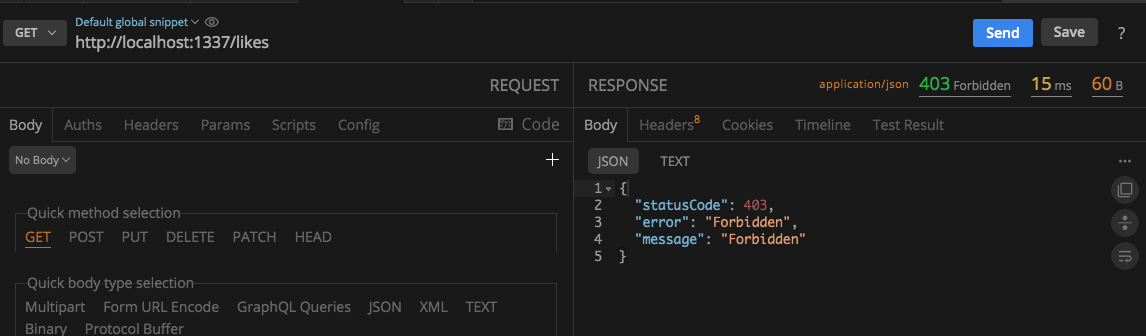 GET
Default global snippet
http://localhost:1337/likes
Send
Save
?
REQUEST
Body Auths Headers Params Scripts Config Code
No Body
+
Quick method selection
GET POST PUT DELETE PATCH HEAD
Quick body type selection
Multipart Form URL Encode GraphQL Queries JSON XML TEXT
Binary Protocol Buffer
RESPONSE
application/json 403 Forbidden 15 ms 60 B
Body Headers 8 Cookies Timeline Test Result
JSON TEXT
1 {
2 "statusCode": 403,
3 "error": "Forbidden",
4 "message": "Forbidden"
5 }